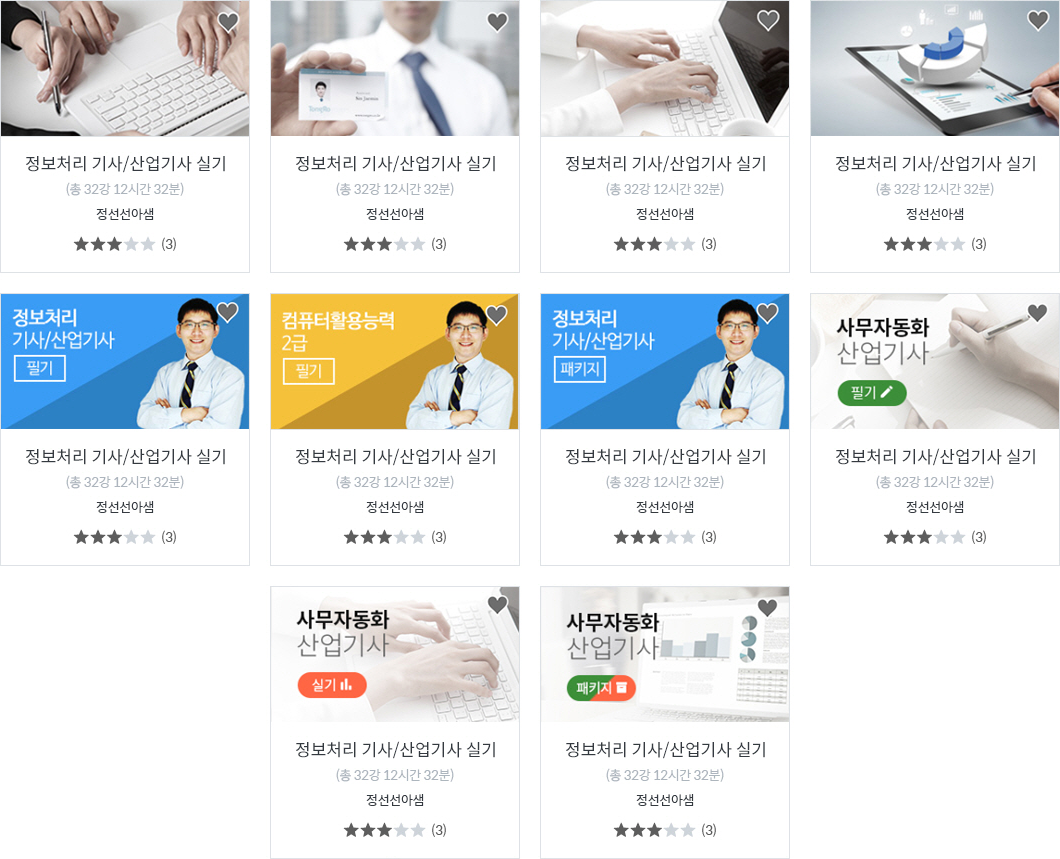 정보처리 기사/산업기사 실기
(총 32강 12시간 32분)
정선선아샘
★★★★★ (3)
정보처리 기사/산업기사 실기
(총 32강 12시간 32분)
정선선아샘
★★★★★ (3)
정보처리 기사/산업기사 실기
(총 32강 12시간 32분)
정선선아샘
★★★★★ (3)
정보처리 기사/산업기사 실기
(총 32강 12시간 32분)
정선선아샘
★★★★★ (3)
정보처리
기사/산업기사
필기
정보처리 기사/산업기사 실기
(총 32강 12시간 32분)
정선선아샘
★★★★★ (3)
컴퓨터활용능력
2급
필기
정보처리 기사/산업기사 실기
(총 32강 12시간 32분)
정선선아샘
★★★★★ (3)
정보처리
기사/산업기사
패키지
정보처리 기사/산업기사 실기
(총 32강 12시간 32분)
정선선아샘
★★★★★ (3)
사무자동화
산업기사
필기
정보처리 기사/산업기사 실기
(총 32강 12시간 32분)
정선선아샘
★★★★★ (3)
사무자동화
산업기사
실기
정보처리 기사/산업기사 실기
(총 32강 12시간 32분)
정선선아샘
★★★★★ (3)
사무자동화
산업기사
패키지
정보처리 기사/산업기사 실기
(총 32강 12시간 32분)
정선선아샘
★★★★★ (3)